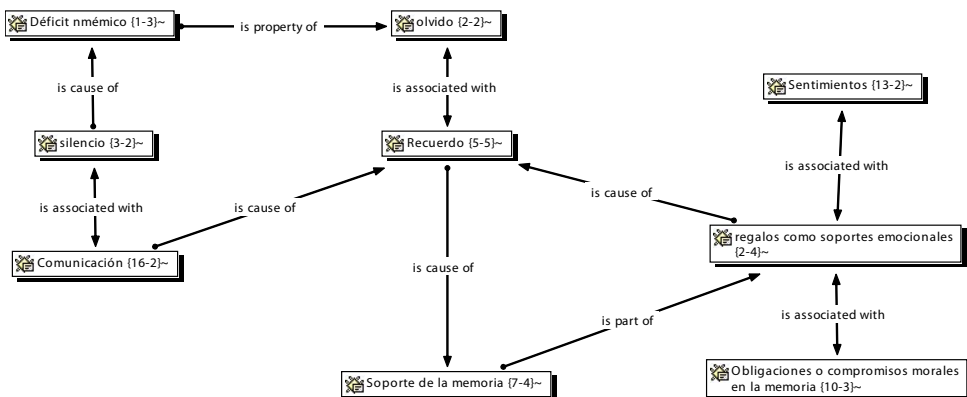 Déficit nmémico {1-3}~
is property of
olvido {2-2}~
is cause of
is associated with
Sentimientos {13-2}~
silencio {3-2}~
Recuerdo {5-5}~
is associated with
is associated with
is cause of
is cause of
regalos como soportes emocionales
{2-4}~
Comunicación {16-2}~
is cause of
is part of
is associated with
Soporte de la memoria {7-4}~
Obligaciones o compromisos morales
en la memoria {10-3}~